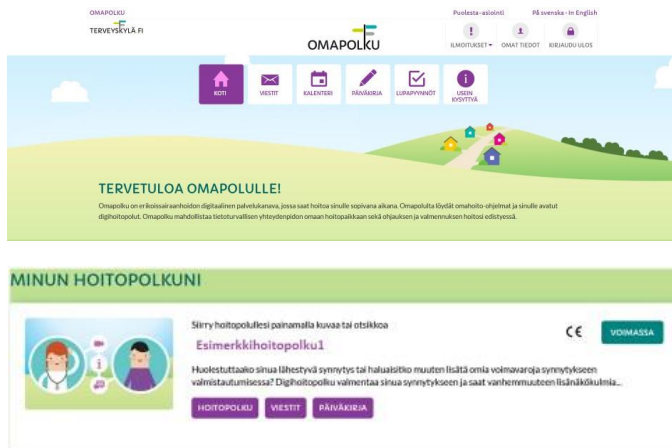 OMAPOLKU
Puolesta-asiointi På svenska - In English
TERVEYSKYLÄ.FI
OMAPOLKU
ILMOITUKSET OMAT TIEDOT KIRJAUDU ULOS
KOTI VIESTIT KALENTERI PÄIVÄKIRJA LUPAPYYNNÖT USEIN KYSYTTYÄ
TERVETULOA OMAPOLULLE!
Omapolku on erikoissairaanhoidon digitaalinen palvelukanava, jossa saat hoitoa sinulle sopivana aikana. Omapolulta löydät omahoito-ohjelmat ja sinulle avatut
digihoitopolut. Omapolku mahdollistaa tietoturvallisen yhteydenpidon omaan hoitopaikkaan sekä ohjauksen ja valmennuksen hoitosi edistyessä.
MINUN HOITOPOLKUNI
Siirry hoitopolullesi painamalla kuvaa tai otsikkoa
Esimerkkihoitopolku1
CE VOIMASSA
Huolestuttaako sinua lähestyvä synnytys tai haluaisitko muuten lisätä omia voimavaroja synnytykseen
valmistautumisessa? Digihoitopolku valmentaa sinua synnytykseen ja saat vanhemmuuteen lisänäkökulmia...
HOITOPOLKU VIESTIT PÄIVÄKIRJA